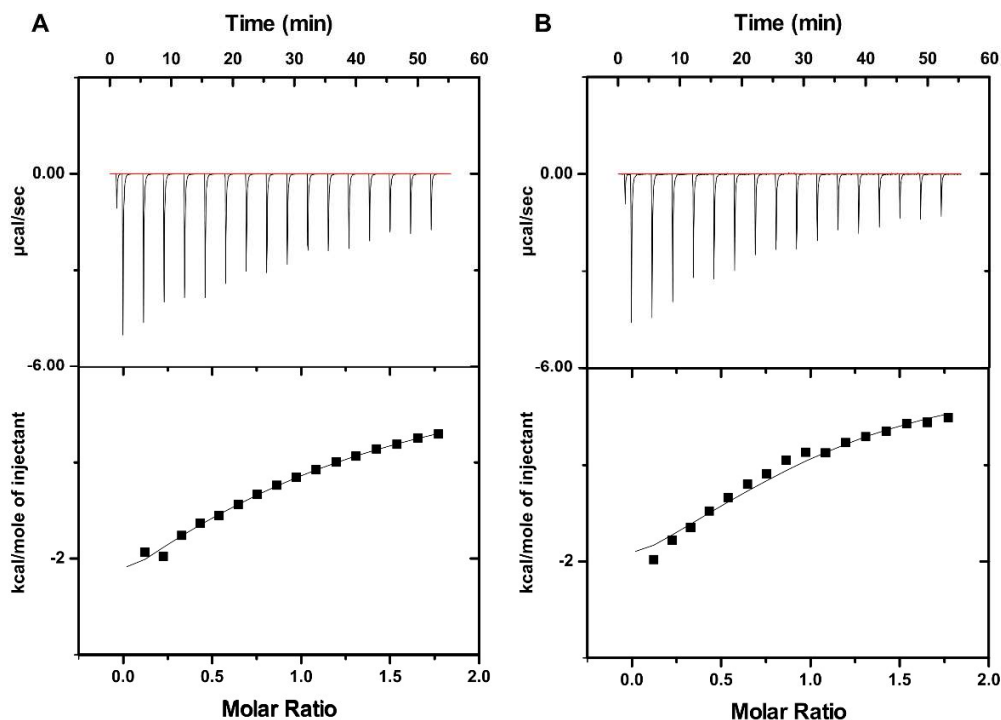 A
Time (min)
0 10 20 30 40 50 60
0.00
µcal/sec
-6.00
kcal/mole of injectant
-2
0.0 0.5 1.0 1.5 2.0
Molar Ratio
B
Time (min)
0 10 20 30 40 50 60
0.00
µcal/sec
-6.00
kcal/mole of injectant
-2
0.0 0.5 1.0 1.5 2.0
Molar Ratio